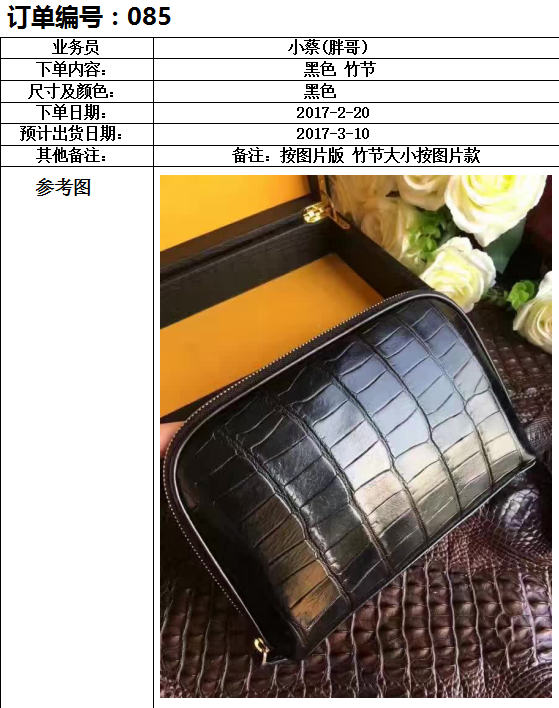 订单编号：085
业务员 小蔡(胖哥)
下单内容： 黑色 竹节
尺寸及颜色： 黑色
下单日期： 2017-2-20
预计出货日期： 2017-3-10
其他备注： 备注：按图片版 竹节大小按图片款
参考图